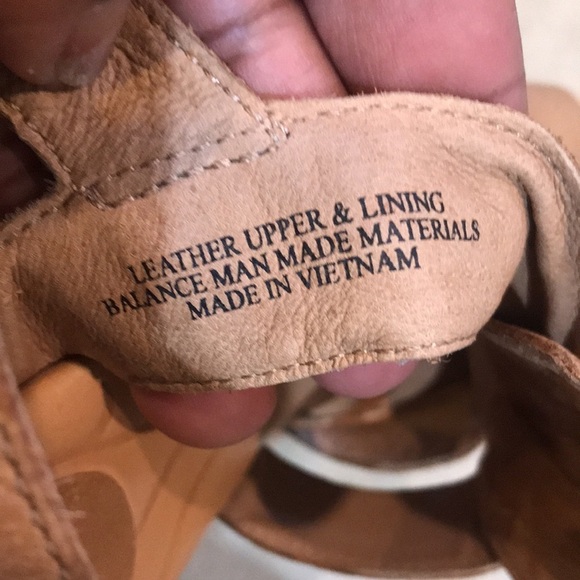 LEATHER UPPER & LINING
BALANCE MAN MADE MATERIALS
MADE IN VIETNAM